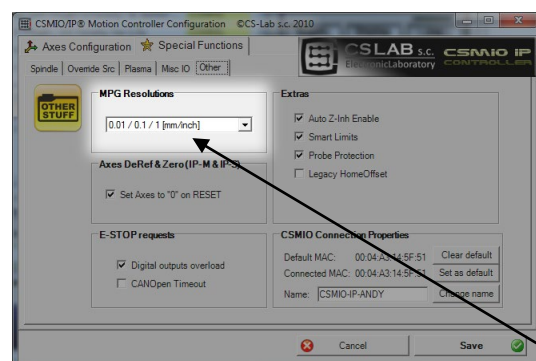 CSMIO/IP® Motion Controller Configuration ©CS-Lab s.c. 2010
Axes Configuration Special Functions
CSLAB s.c.
ElectronicLaboratory
CSMIO IP
CONTROLLER
Spindle Override Src Plasma Misc IO Other
OTHER
STUFF
MPG Resolutions
0.01 / 0.1 / 1 [mm/inch]
Extras
Auto Z-Inh Enable
Smart Limits
Probe Protection
Legacy HomeOffset
Axes DeRef & Zero (IP-M & IP-S)
Set Axes to "0" on RESET
E-STOP requests
Digital outputs overload
CANOpen Timeout
CSMIO Connection Properties
Default MAC: 00:04:A3:14:5F:51 Clear default
Connected MAC: 00:04:A3:14:5F:51 Set as default
Name: CSMIO-IP-ANDY Change name
Cancel Save